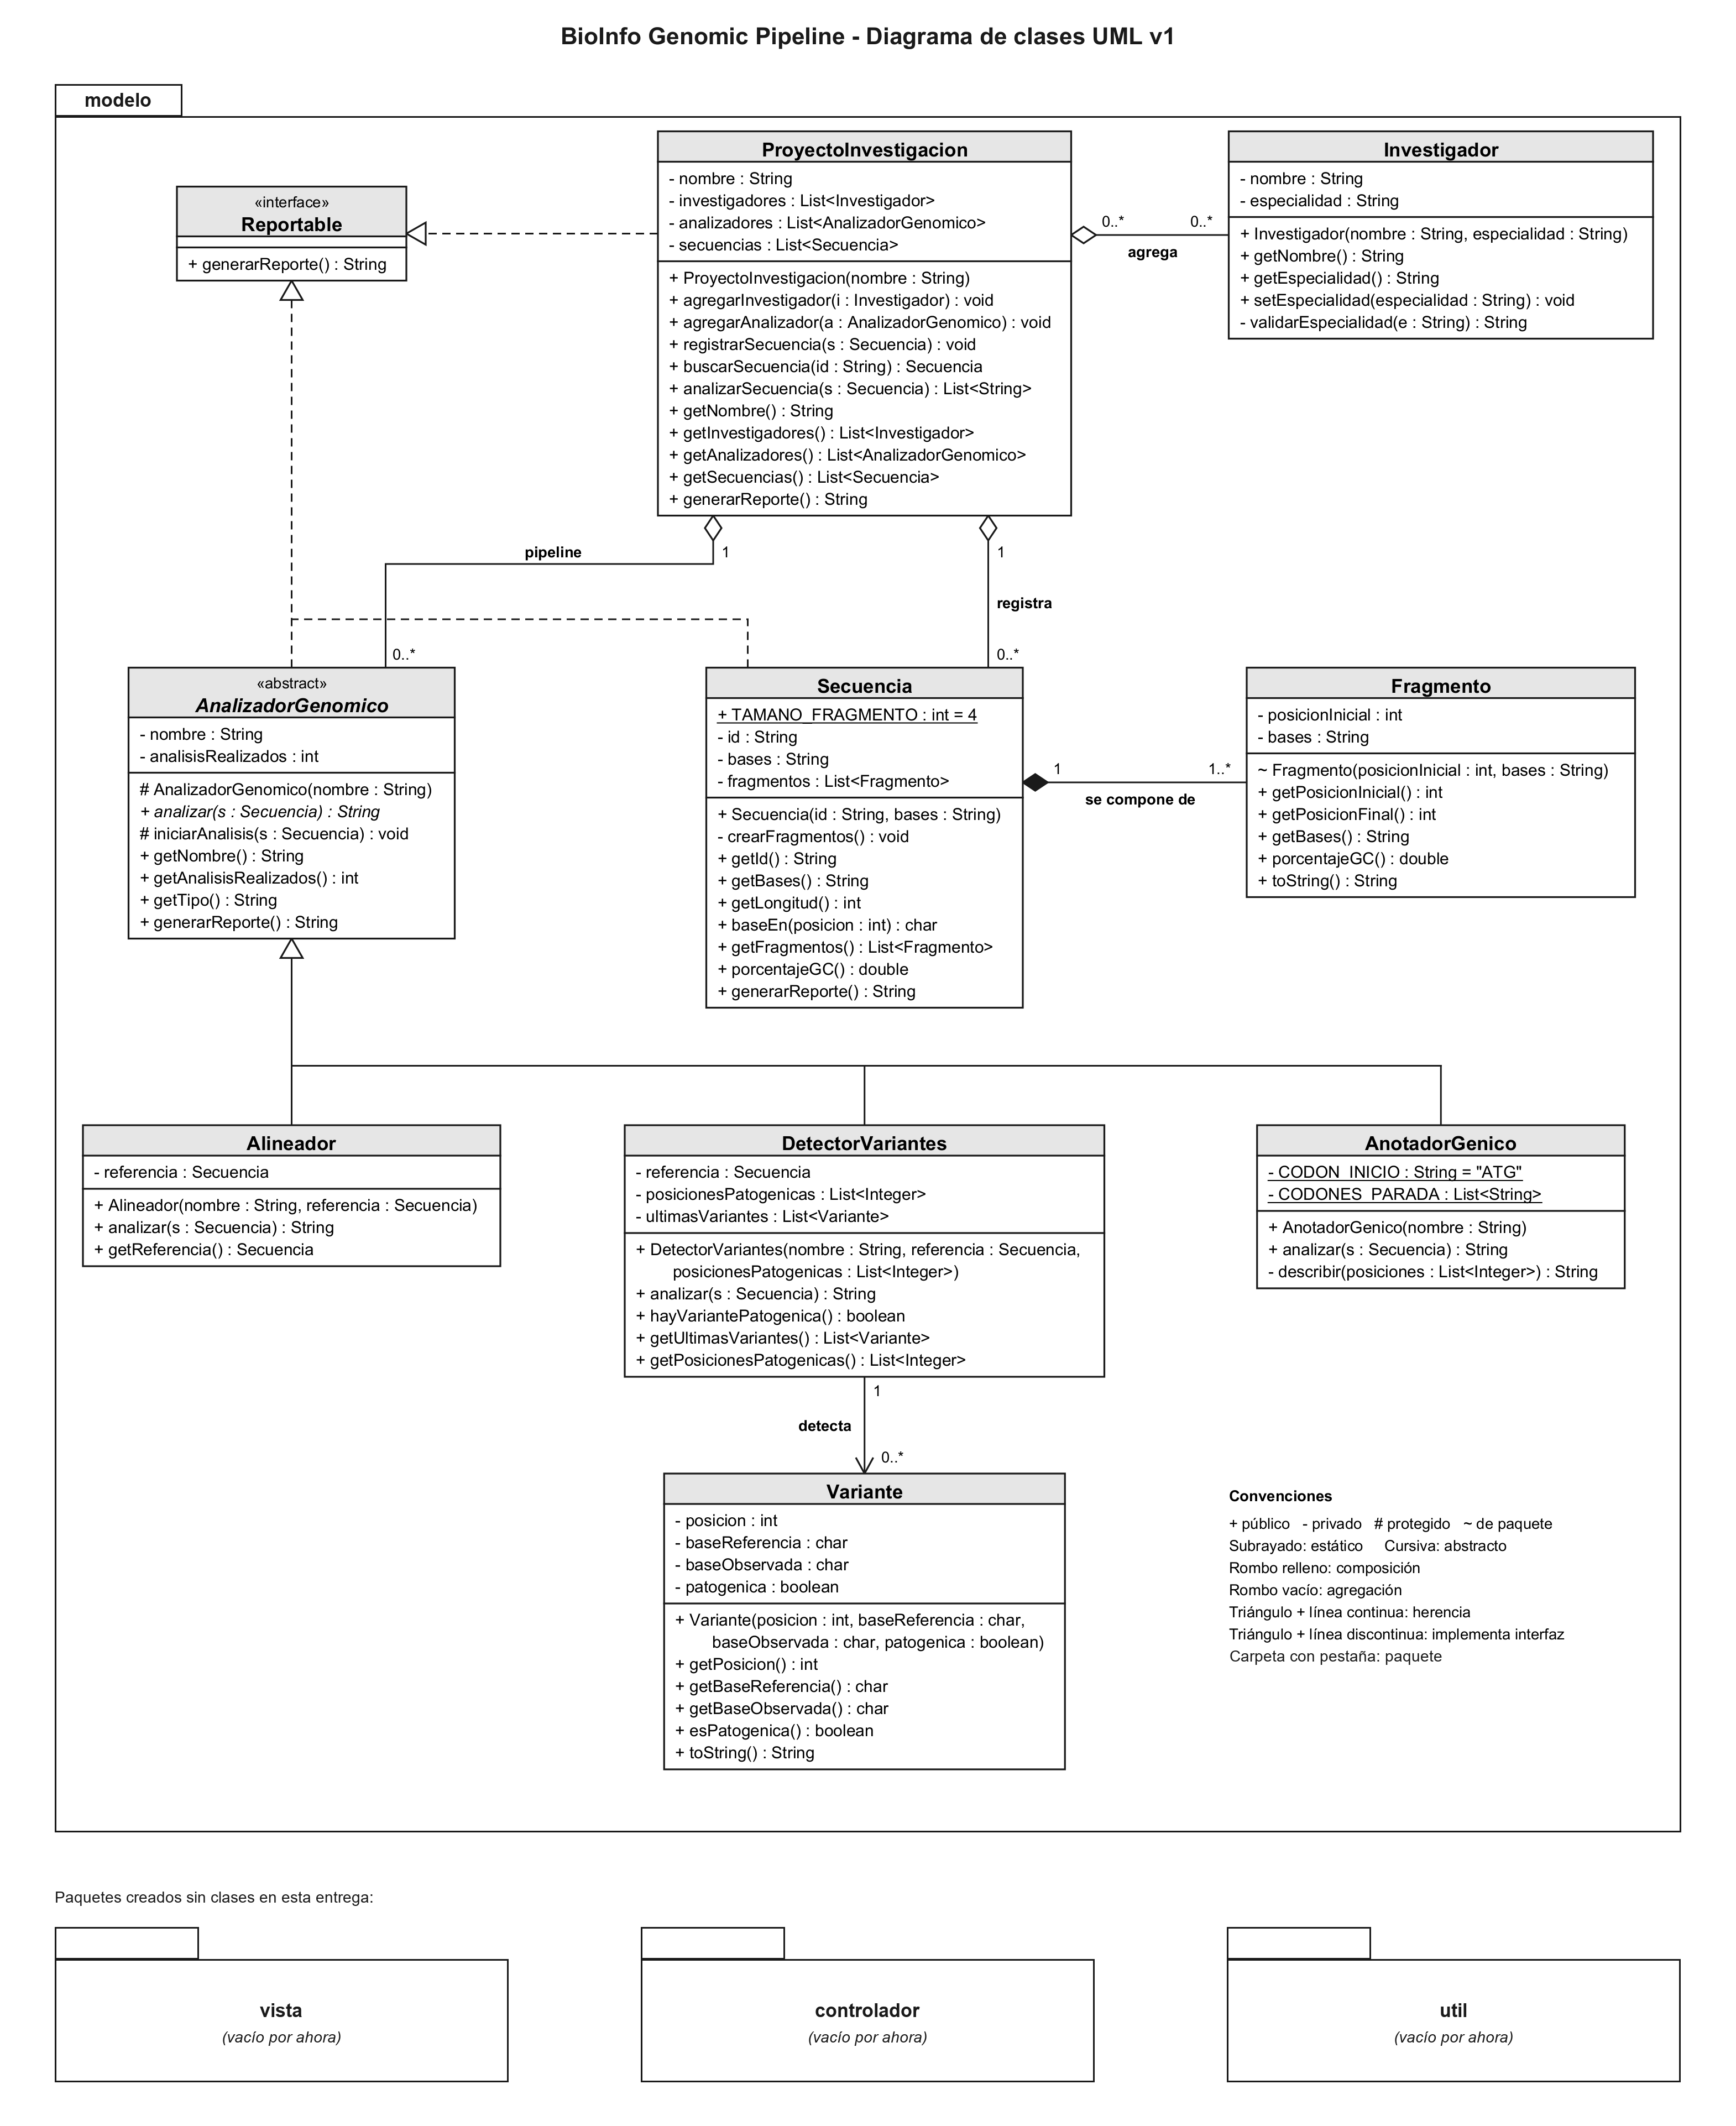 BioInfo Genomic Pipeline - Diagrama de clases UML v1
modelo
«interface»
Reportable
+ generarReporte() : String
ProyectoInvestigacion
- nombre : String
- investigadores : List<Investigador>
- analizadores : List<AnalizadorGenomico>
- secuencias : List<Secuencia>
+ ProyectoInvestigacion(nombre : String)
+ agregarInvestigador(i : Investigador) : void
+ agregarAnalizador(a : AnalizadorGenomico) : void
+ registrarSecuencia(s : Secuencia) : void
+ buscarSecuencia(id : String) : Secuencia
+ analizarSecuencia(s : Secuencia) : List<String>
+ getNombre() : String
+ getInvestigadores() : List<Investigador>
+ getAnalizadores() : List<AnalizadorGenomico>
+ getSecuencias() : List<Secuencia>
+ generarReporte() : String
0..*
0..*
agrega
Investigador
- nombre : String
- especialidad : String
+ Investigador(nombre : String, especialidad : String)
+ getNombre() : String
+ getEspecialidad() : String
+ setEspecialidad(especialidad : String) : void
- validarEspecialidad(e : String) : String
pipeline
1
0..*
1
registra
0..*
«abstract»
AnalizadorGenomico
- nombre : String
- analisisRealizados : int
# AnalizadorGenomico(nombre : String)
+ analizar(s : Secuencia) : String
# iniciarAnalisis(s : Secuencia) : void
+ getNombre() : String
+ getAnalisisRealizados() : int
+ getTipo() : String
+ generarReporte() : String
Secuencia
+ TAMANO_FRAGMENTO : int = 4
- id : String
- bases : String
- fragmentos : List<Fragmento>
+ Secuencia(id : String, bases : String)
- crearFragmentos() : void
+ getId() : String
+ getBases() : String
+ getLongitud() : int
+ baseEn(posicion : int) : char
+ getFragmentos() : List<Fragmento>
+ porcentajeGC() : double
+ generarReporte() : String
1
1..*
se compone de
Fragmento
- posicionInicial : int
- bases : String
~ Fragmento(posicionInicial : int, bases : String)
+ getPosicionInicial() : int
+ getPosicionFinal() : int
+ getBases() : String
+ porcentajeGC() : double
+ toString() : String
Alineador
- referencia : Secuencia
+ Alineador(nombre : String, referencia : Secuencia)
+ analizar(s : Secuencia) : String
+ getReferencia() : Secuencia
DetectorVariantes
- referencia : Secuencia
- posicionesPatogenicas : List<Integer>
- ultimasVariantes : List<Variante>
+ DetectorVariantes(nombre : String, referencia : Secuencia,
posicionesPatogenicas : List<Integer>)
+ analizar(s : Secuencia) : String
+ hayVariantePatogenica() : boolean
+ getUltimasVariantes() : List<Variante>
+ getPosicionesPatogenicas() : List<Integer>
AnotadorGenico
- CODON_INICIO : String = "ATG"
- CODONES_PARADA : List<String>
+ AnotadorGenico(nombre : String)
+ analizar(s : Secuencia) : String
- describir(posiciones : List<Integer>) : String
1
detecta
0..*
Variante
- posicion : int
- baseReferencia : char
- baseObservada : char
- patogenica : boolean
+ Variante(posicion : int, baseReferencia : char,
baseObservada : char, patogenica : boolean)
+ getPosicion() : int
+ getBaseReferencia() : char
+ getBaseObservada() : char
+ esPatogenica() : boolean
+ toString() : String
Convenciones
+ público - privado # protegido ~ de paquete
Subrayado: estático Cursiva: abstracto
Rombo relleno: composición
Rombo vacío: agregación
Triángulo + línea continua: herencia
Triángulo + línea discontinua: implementa interfaz
Carpeta con pestaña: paquete
Paquetes creados sin clases en esta entrega:
vista
(vacío por ahora)
controlador
(vacío por ahora)
util
(vacío por ahora)